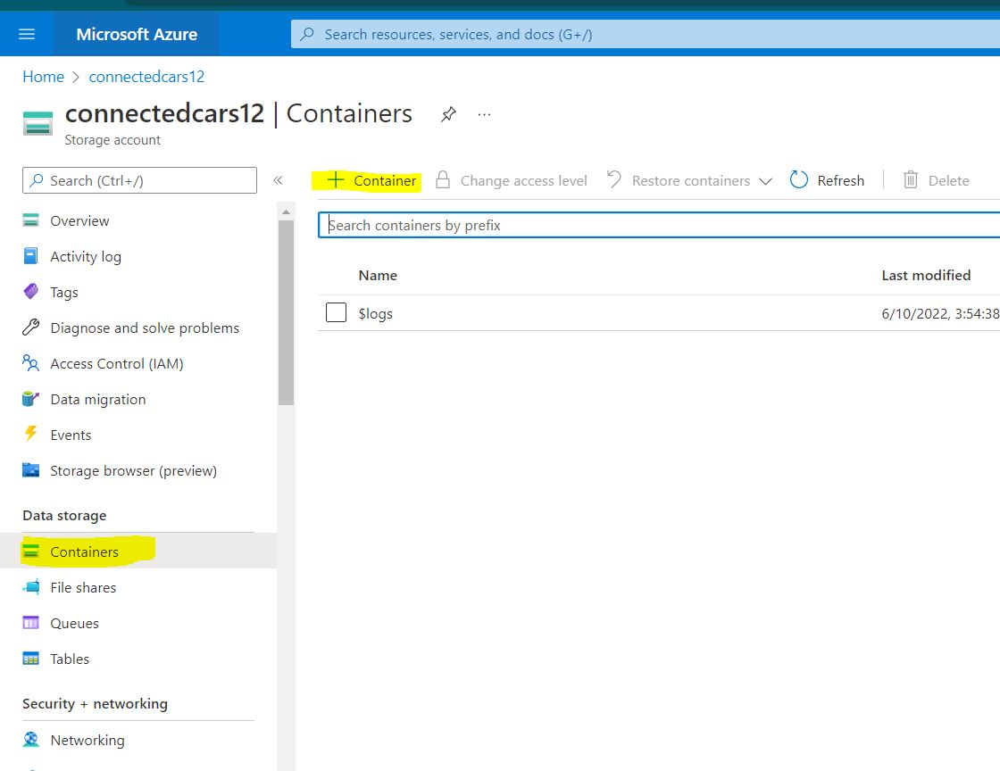 Microsoft Azure
Search resources, services, and docs (G+/)
Home > connectedcars12
connectedcars12 | Containers
...
Storage account
Search (Ctrl+/)
«
+ Container
Change access level
Restore containers
Refresh
Delete
Search containers by prefix
Name
Last modified
$logs
6/10/2022, 3:54:38
Overview
Activity log
Tags
Diagnose and solve problems
Access Control (IAM)
Data migration
Events
Storage browser (preview)
Data storage
Containers
File shares
Queues
Tables
Security + networking
Networking